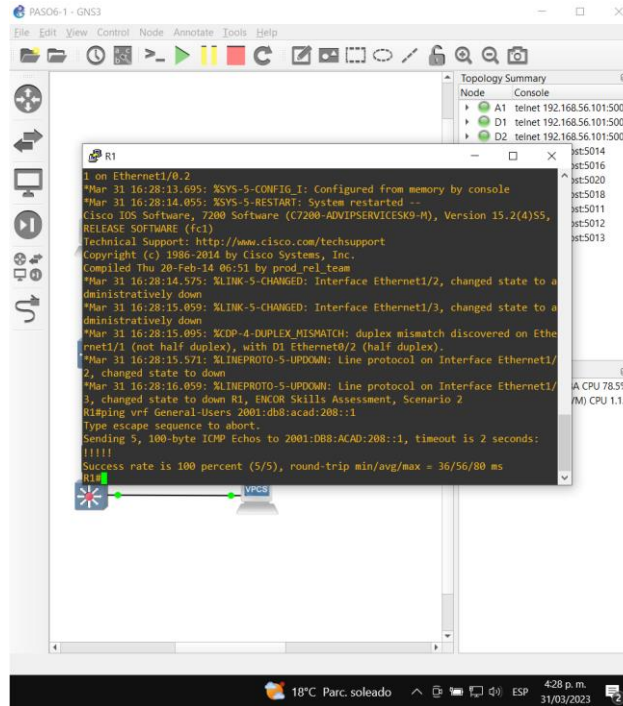 PASO6-1 - GNS3
File Edit View Control Node Annotate Tools Help
Topology Summary
Node Console
A1 telnet 192.168.56.101:500
D1 telnet 192.168.56.101:500
D2 telnet 192.168.56.101:500
ost:5014
ost:5016
ost:5020
ost:5018
ost:5011
ost:5012
ost:5013
A CPU 78.5%
/M) CPU 1.1
R1
1 on Ethernet1/0.2
*Mar 31 16:28:13.695: %SYS-5-CONFIG_I: Configured from memory by console
*Mar 31 16:28:14.055: %SYS-5-RESTART: System restarted --
Cisco IOS Software, 7200 Software (C7200-ADVIPSERVICESK9-M), Version 15.2(4)S5,
RELEASE SOFTWARE (fc1)
Technical Support: http://www.cisco.com/techsupport
Copyright (c) 1986-2014 by Cisco Systems, Inc.
Compiled Thu 20-Feb-14 06:51 by prod_rel_team
*Mar 31 16:28:14.575: %LINK-5-CHANGED: Interface Ethernet1/2, changed state to a
dministratively down
*Mar 31 16:28:15.059: %LINK-5-CHANGED: Interface Ethernet1/3, changed state to a
dministratively down
*Mar 31 16:28:15.095: %CDP-4-DUPLEX_MISMATCH: duplex mismatch discovered on Ethe
rnet1/1 (not half duplex), with D1 Ethernet0/2 (half duplex).
*Mar 31 16:28:15.571: %LINEPROTO-5-UPDOWN: Line protocol on Interface Ethernet1/
2, changed state to down
*Mar 31 16:28:16.059: %LINEPROTO-5-UPDOWN: Line protocol on Interface Ethernet1/
3, changed state to down R1, ENCOR Skills Assessment, Scenario 2
R1#ping vrf General-Users 2001:db8:acad:208::1
Type escape sequence to abort.
Sending 5, 100-byte ICMP Echos to 2001:DB8:ACAD:208::1, timeout is 2 seconds:
!!!!!
Success rate is 100 percent (5/5), round-trip min/avg/max = 36/56/80 ms
R1#
VPCS
18°C Parc. soleado
ESP
4:28 p. m.
31/03/2023
2